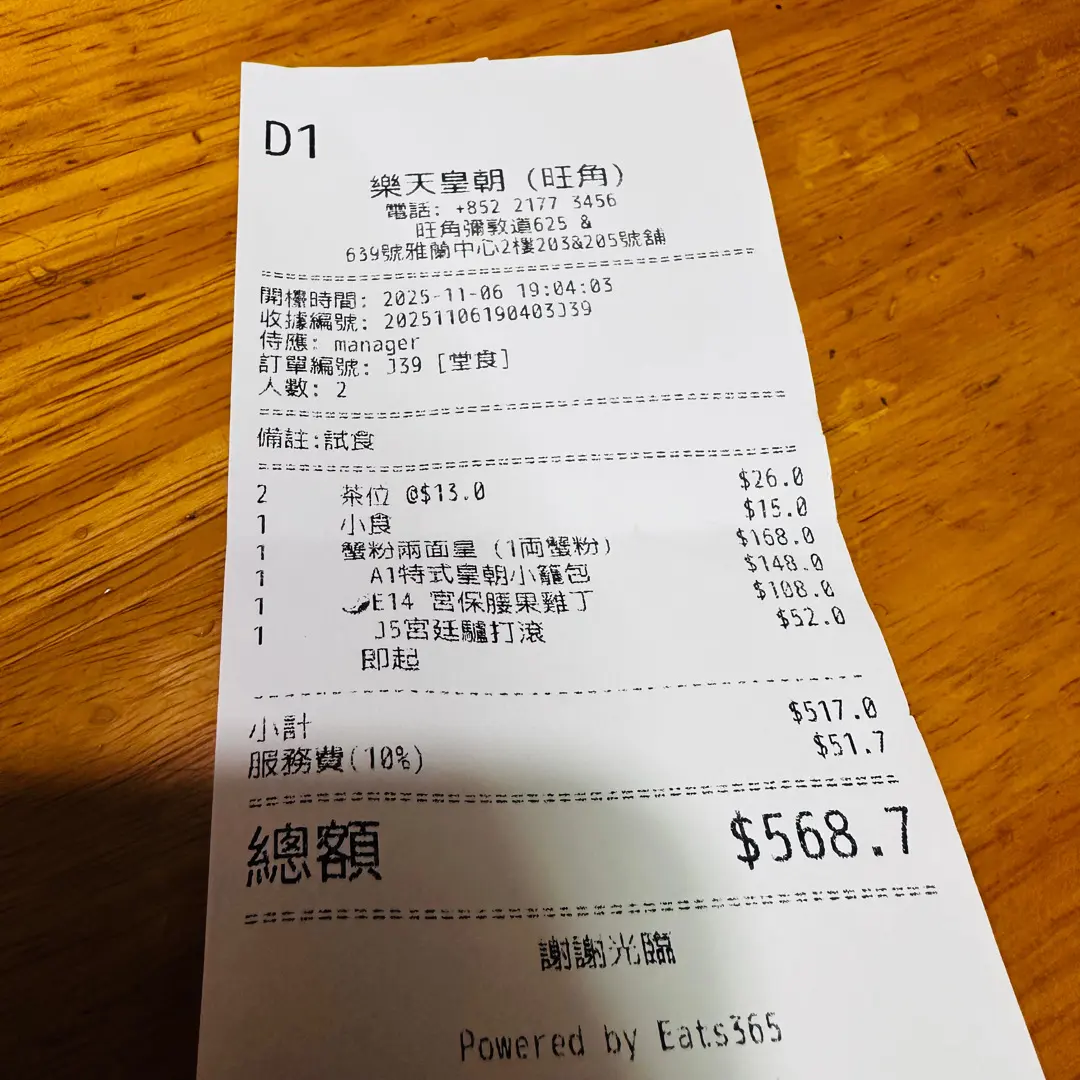 D1
樂天皇朝 (旺角)
電話: +852 2177 3456
旺角彌敦道625 &
639號雅蘭中心2樓203&205號舖
開檯時間: 2025-11-06 19:04:03
收據編號: 20251106190403J39
侍應: manager
訂單編號: J39 [堂食]
人數: 2
備註:試食
2 茶位 @$13.0 $26.0
1 小食 $15.0
1 蟹粉兩面皇 (1両蟹粉) $168.0
1 A1特式皇朝小籠包 $148.0
1 E14 宮保腰果雞丁 $108.0
1 J5宮廷驢打滾 $52.0
即起
小計 $517.0
服務費(10%) $51.7
總額 $568.7
謝謝光臨
Powered by Eats365